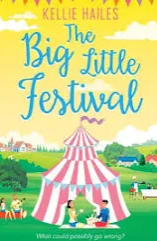 KELLIE HAILES
The
BIG
Little
FESTIVAL
What could possibly go wrong?